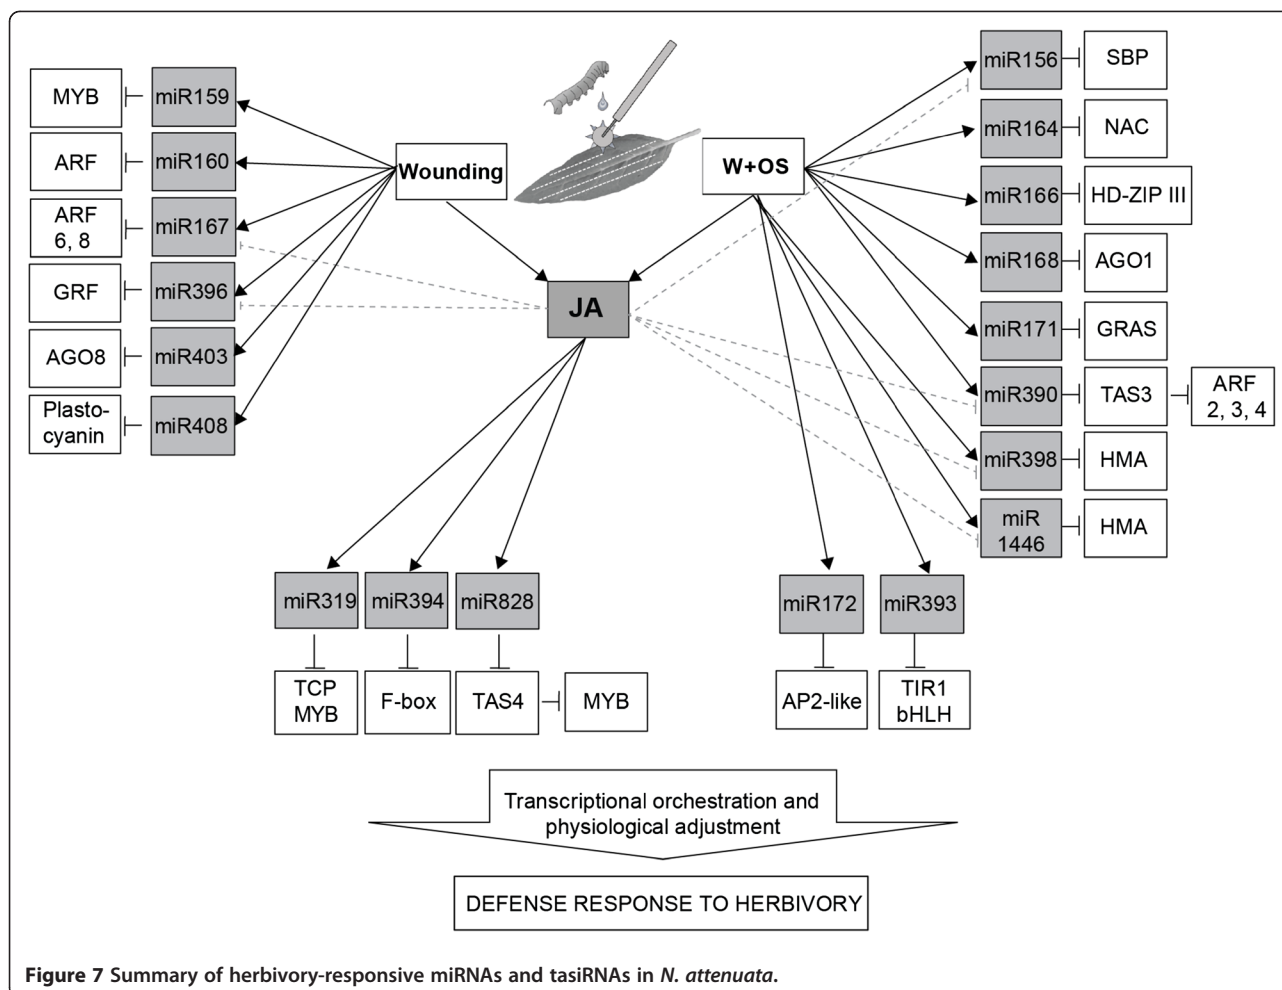 MYB
miR159
ARF
miR160
ARF
6, 8
miR167
GRF
miR396
AGO8
miR403
Plasto-
cyanin
miR408
Wounding
W+OS
JA
miR156
SBP
miR164
NAC
miR166
HD-ZIP III
miR168
AGO1
miR171
GRAS
miR390
TAS3
ARF
2, 3, 4
miR398
HMA
miR
1446
HMA
miR319
miR394
miR828
miR172
miR393
TCP
MYB
F-box
TAS4
MYB
AP2-like
TIR1
bHLH
Transcriptional orchestration and
physiological adjustment
DEFENSE RESPONSE TO HERBIVORY
Figure 7 Summary of herbivory-responsive miRNAs and tasiRNAs in N. attenuata.